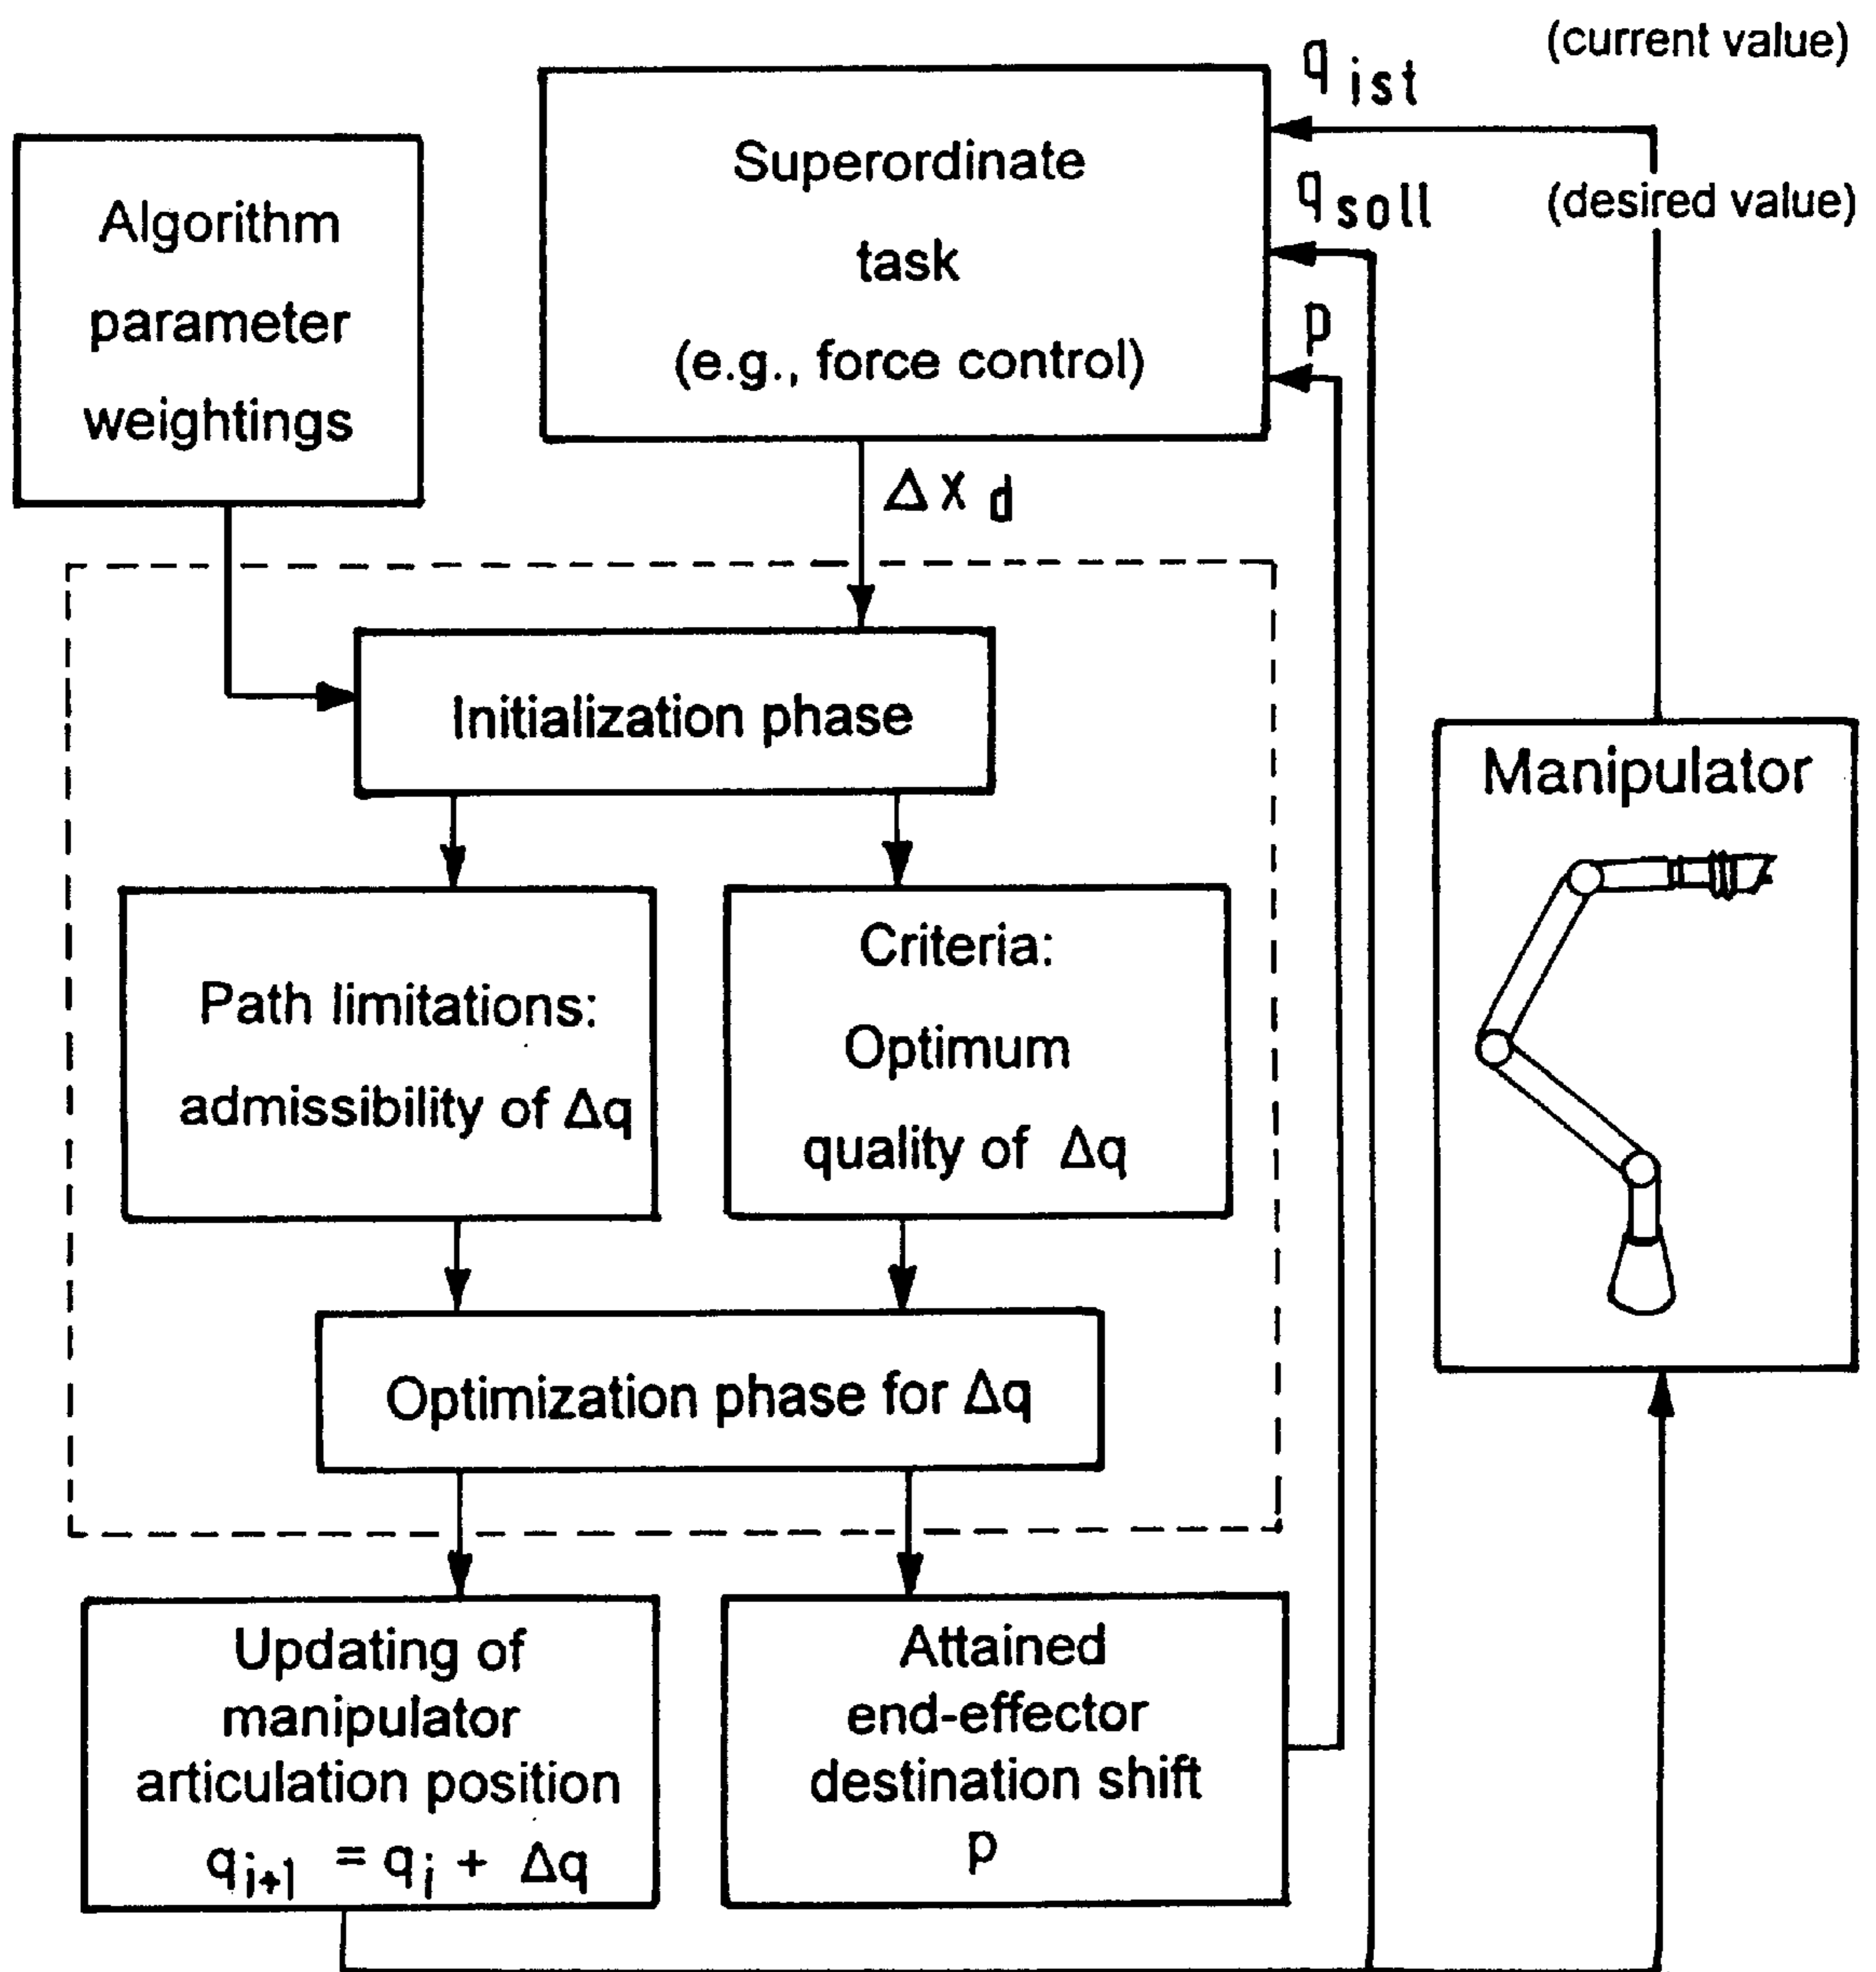 (current value)
q ist
Superordinate
task
(e.g., force control)
q soll
(desired value)
p
Algorithm
parameter
weightings
Δ x d
Initialization phase
Manipulator
Path limitations:
admissibility of Δq
Criteria:
Optimum
quality of Δq
Optimization phase for Δq
Updating of
manipulator
articulation position
q i+1 = q i + Δq
Attained
end-effector
destination shift
p